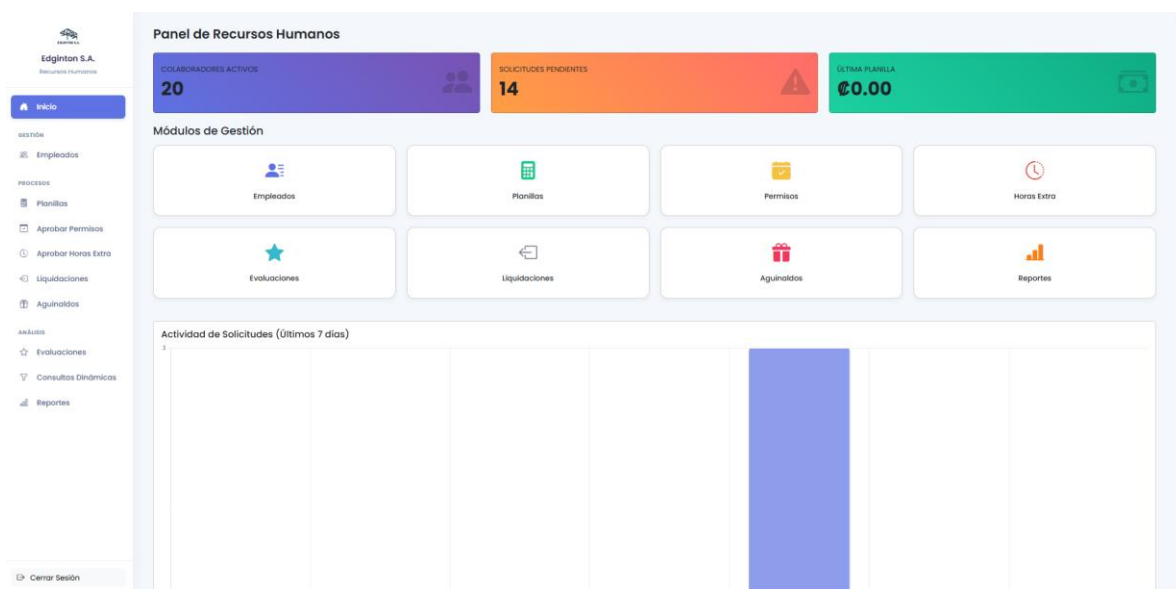 EDGINTON S.A.
Edginton S.A.
Recursos Humanos
Inicio
GESTIÓN
Empleados
PROCESOS
Planillas
Aprobar Permisos
Aprobar Horas Extra
Liquidaciones
Aguinaldos
ANÁLISIS
Evaluaciones
Consultas Dinámicas
Reportes
Cerrar Sesión
Panel de Recursos Humanos
COLABORADORES ACTIVOS
20
SOLICITUDES PENDIENTES
14
ÚLTIMA PLANILLA
₡0.00
Módulos de Gestión
Empleados
Planillas
Permisos
Horas Extra
Evaluaciones
Liquidaciones
Aguinaldos
Reportes
Actividad de Solicitudes (Últimos 7 días)
3